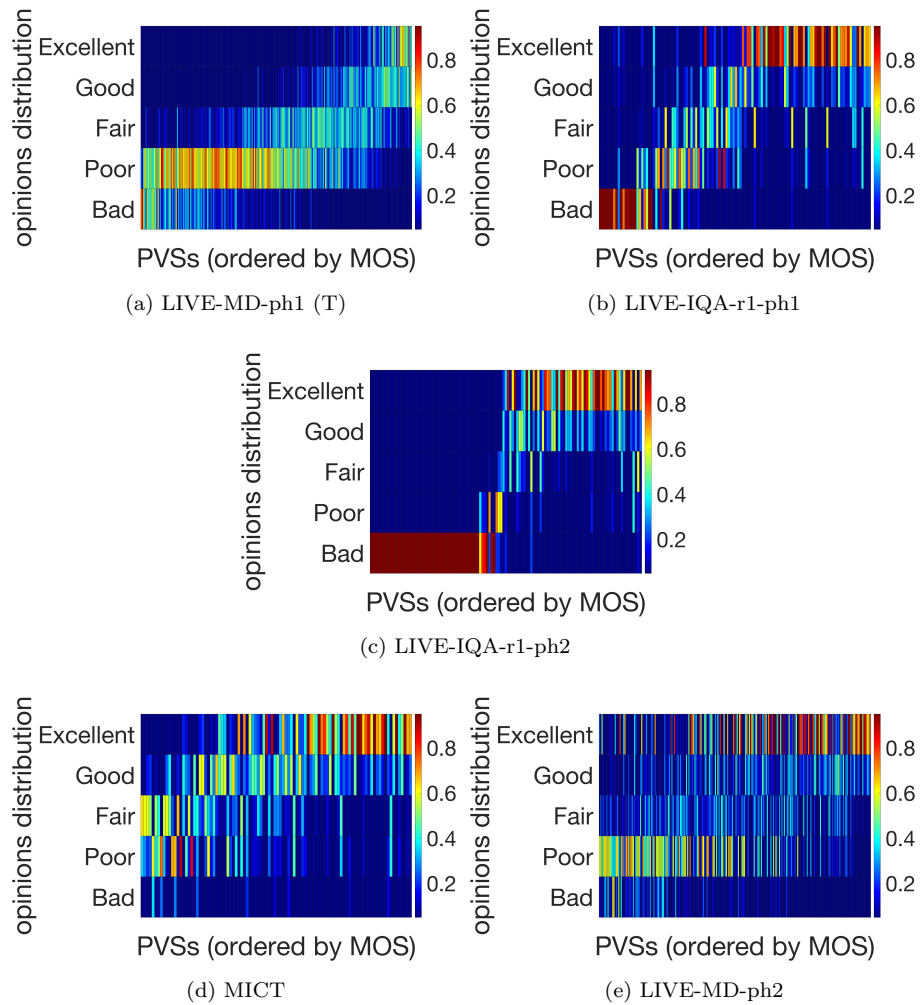 opinions distribution
Excellent
Good
Fair
Poor
Bad
0.8
0.6
0.4
0.2
PVSs (ordered by MOS)
(a) LIVE-MD-ph1 (T)
opinions distribution
Excellent
Good
Fair
Poor
Bad
0.8
0.6
0.4
0.2
PVSs (ordered by MOS)
(b) LIVE-IQA-r1-ph1
opinions distribution
Excellent
Good
Fair
Poor
Bad
0.8
0.6
0.4
0.2
PVSs (ordered by MOS)
(c) LIVE-IQA-r1-ph2
opinions distribution
Excellent
Good
Fair
Poor
Bad
0.8
0.6
0.4
0.2
PVSs (ordered by MOS)
(d) MICT
opinions distribution
Excellent
Good
Fair
Poor
Bad
0.8
0.6
0.4
0.2
PVSs (ordered by MOS)
(e) LIVE-MD-ph2